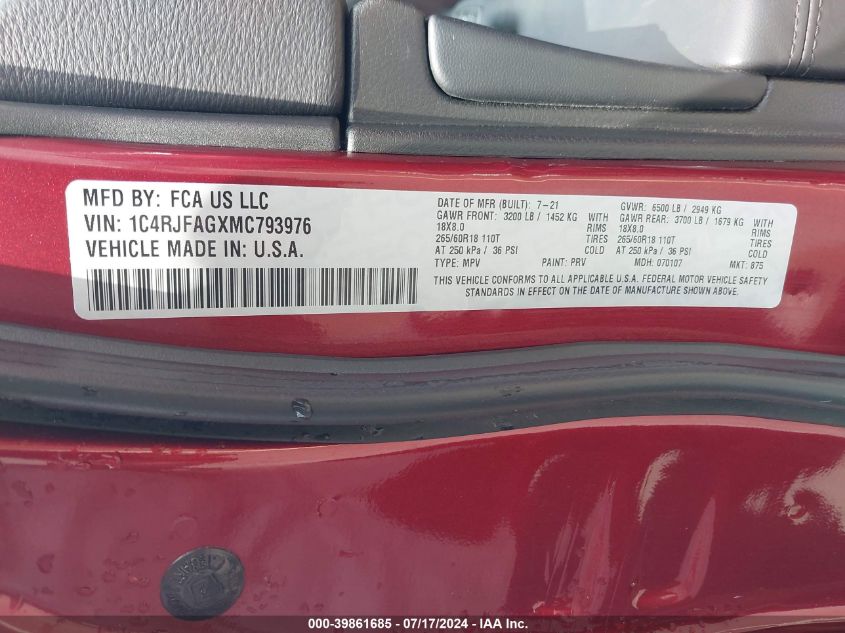 MFD BY: FCA US LLC
VIN: 1C4RJFAGXMC793976
VEHICLE MADE IN U.S.A.
DATE OF MFR (BUILT): 7-21 GVWR: 6500 LB / 2949 KG
GAWR FRONT: 3200 LB / 1452 KG WITH GAWR REAR: 3700 LB / 1679 KG WITH
18X8.0 RIMS 18X8.0 RIMS
265/60R18 110T TIRES 265/60R18 110T TIRES
AT 250 kPa / 36 PSI COLD AT 250 kPa / 36 PSI COLD
TYPE: MPV PAINT: PRV MDH: 070107 MKT: 875
THIS VEHICLE CONFORMS TO ALL APPLICABLE U.S.A. FEDERAL MOTOR VEHICLE SAFETY
STANDARDS IN EFFECT ON THE DATE OF MANUFACTURE SHOWN ABOVE.
000-39861685 - 07/17/2024 - WWW.IAAI.COM